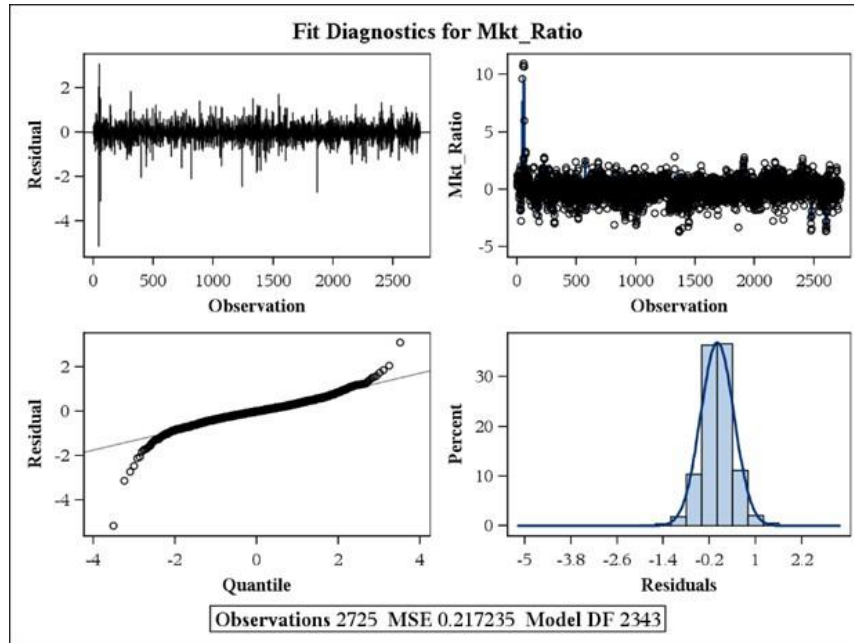 Fit Diagnostics for Mkt_Ratio
Residual
2
0
-2
-4
0 500 1000 1500 2000 2500
Observation
Mkt_Ratio
10
5
0
-5
0 500 1000 1500 2000 2500
Observation
Residual
2
0
-2
-4
-4 -2 0 2 4
Quantile
Percent
30
20
10
0
-5 -3.8 -2.6 -1.4 -0.2 1 2.2
Residuals
Observations 2725 MSE 0.217235 Model DF 2343